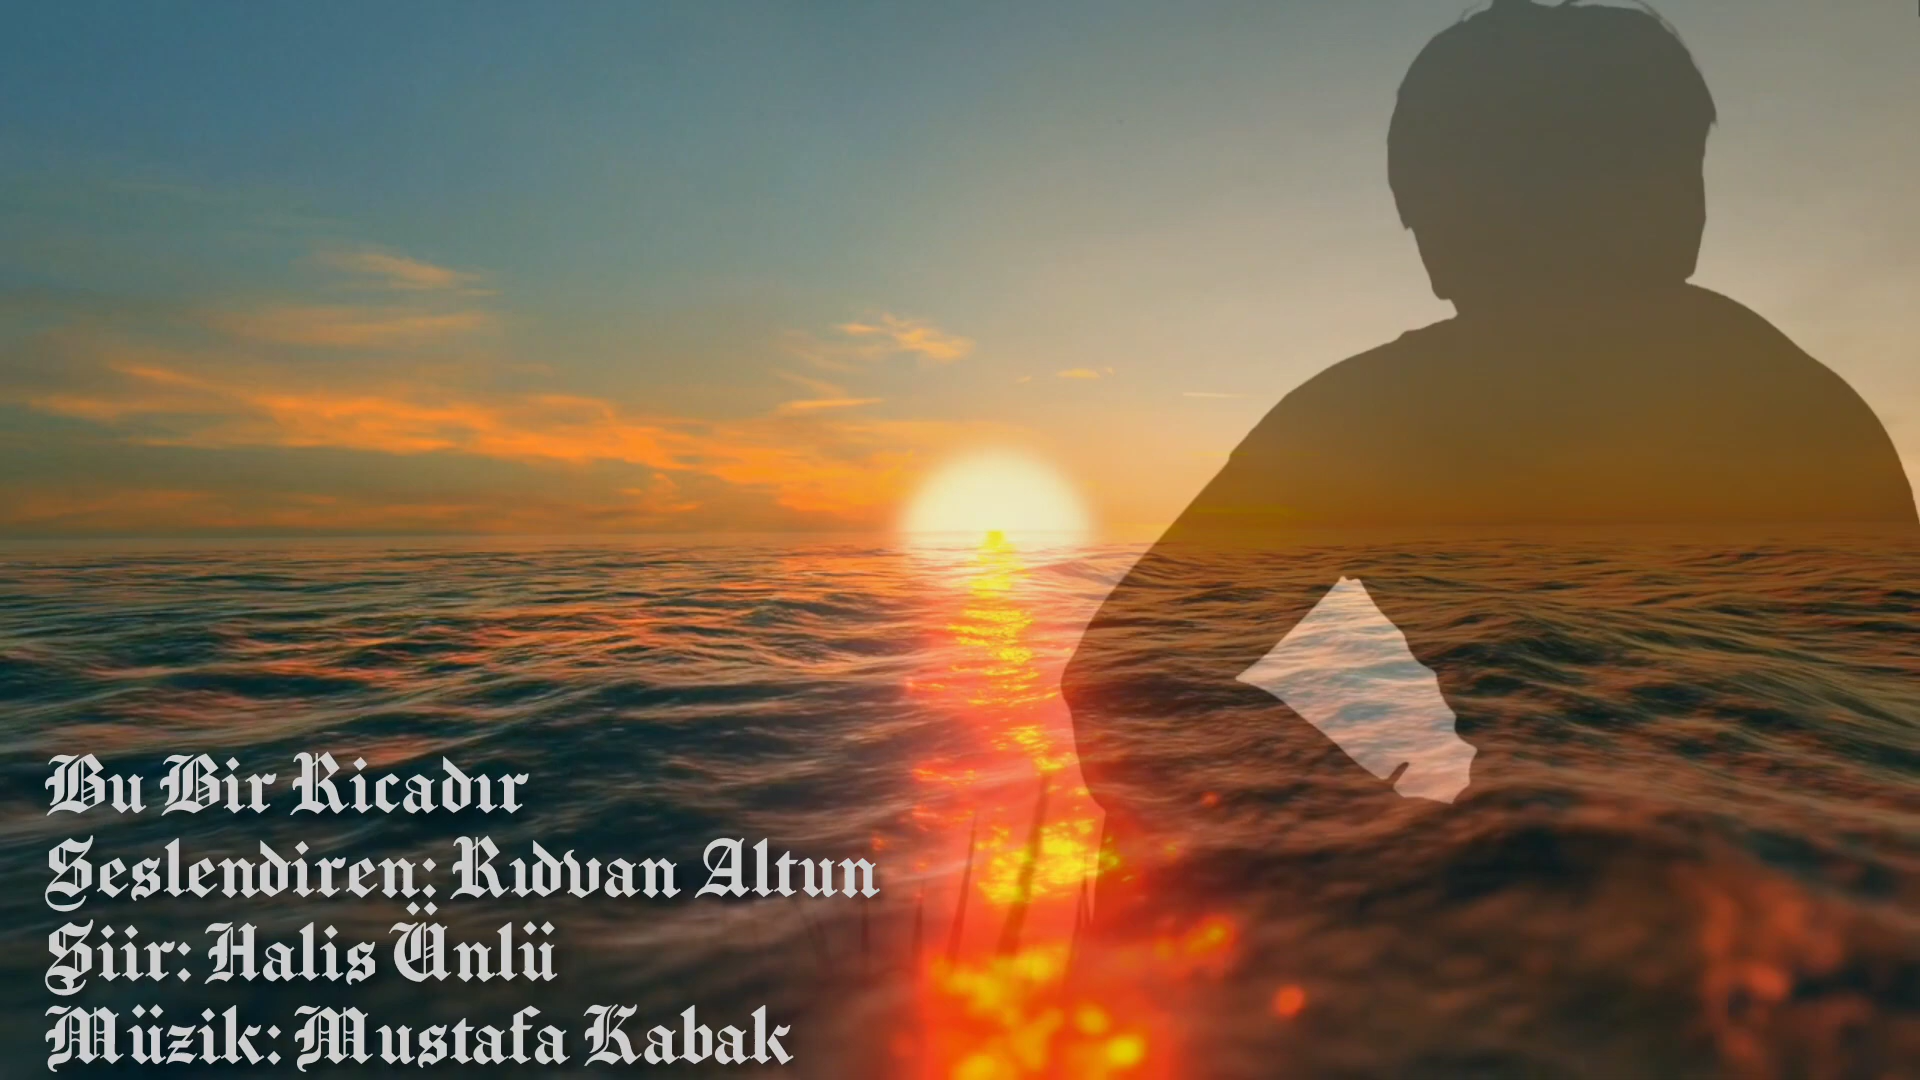 Bu Bir Ricadır
Seslendiren: Rıdvan Altun
Şiir: Halis Ünlü
Müzik: Mustafa Kabak